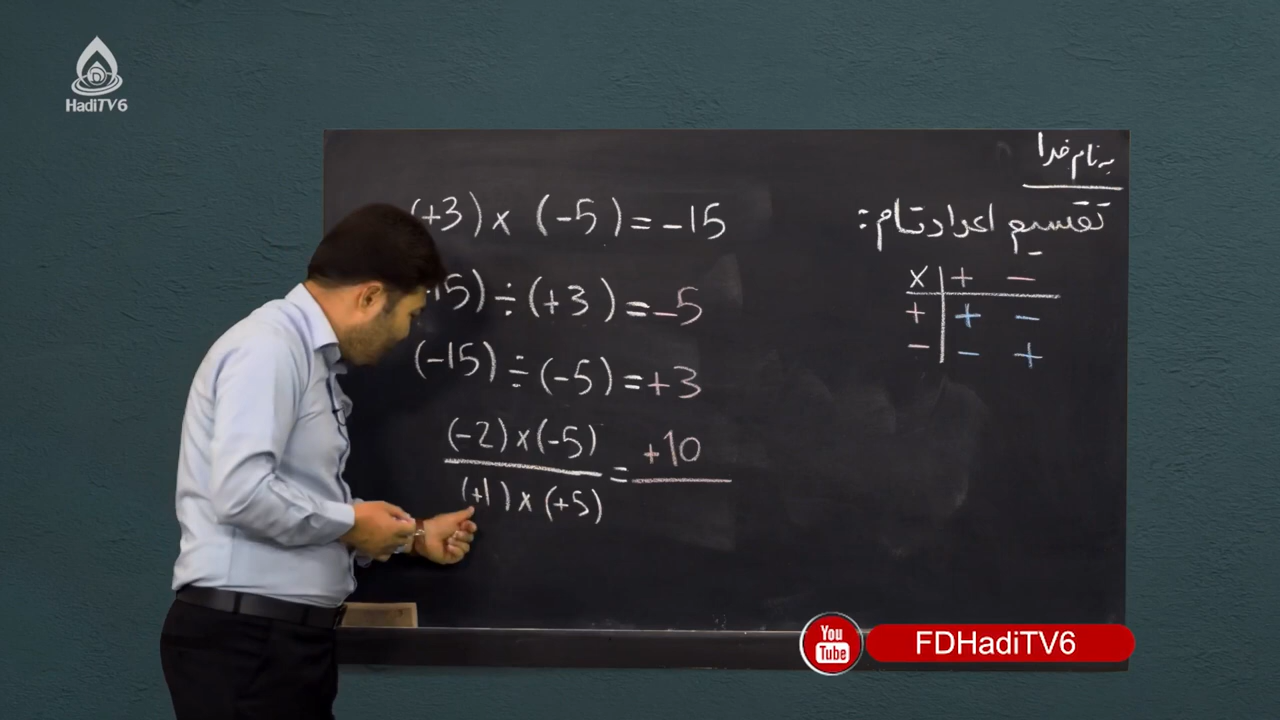 HadiTV6
به نام خدا
تقسیم اعداد تام:
× + −
+ + −
− − +
+3) × (-5) = -15
15) ÷ (+3) = -5
(-15) ÷ (-5) = +3
(-2) × (-5)
(+1) × (+5)
= +10
You Tube
FDHadiTV6